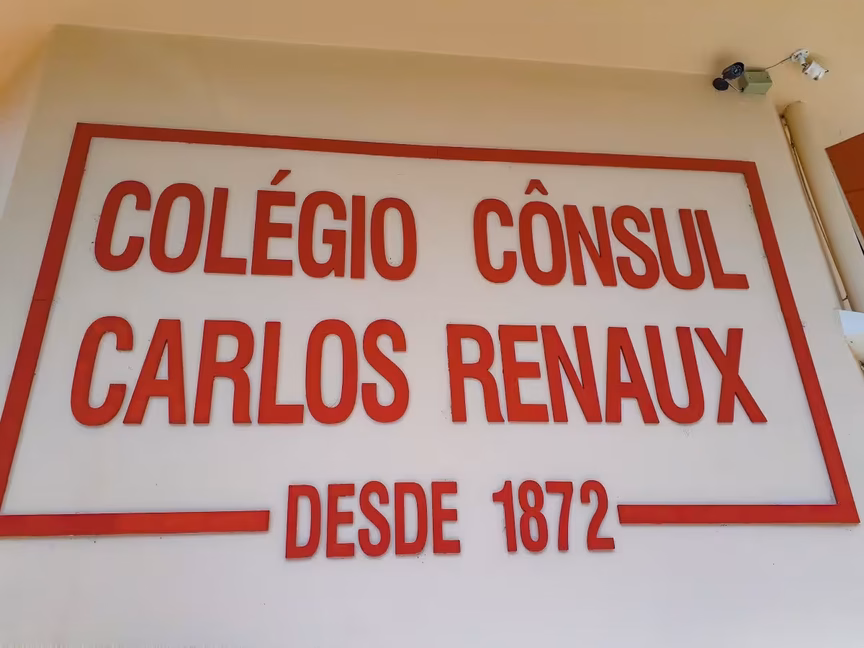 COLÉGIO CÔNSUL
CARLOS RENAUX
DESDE 1872